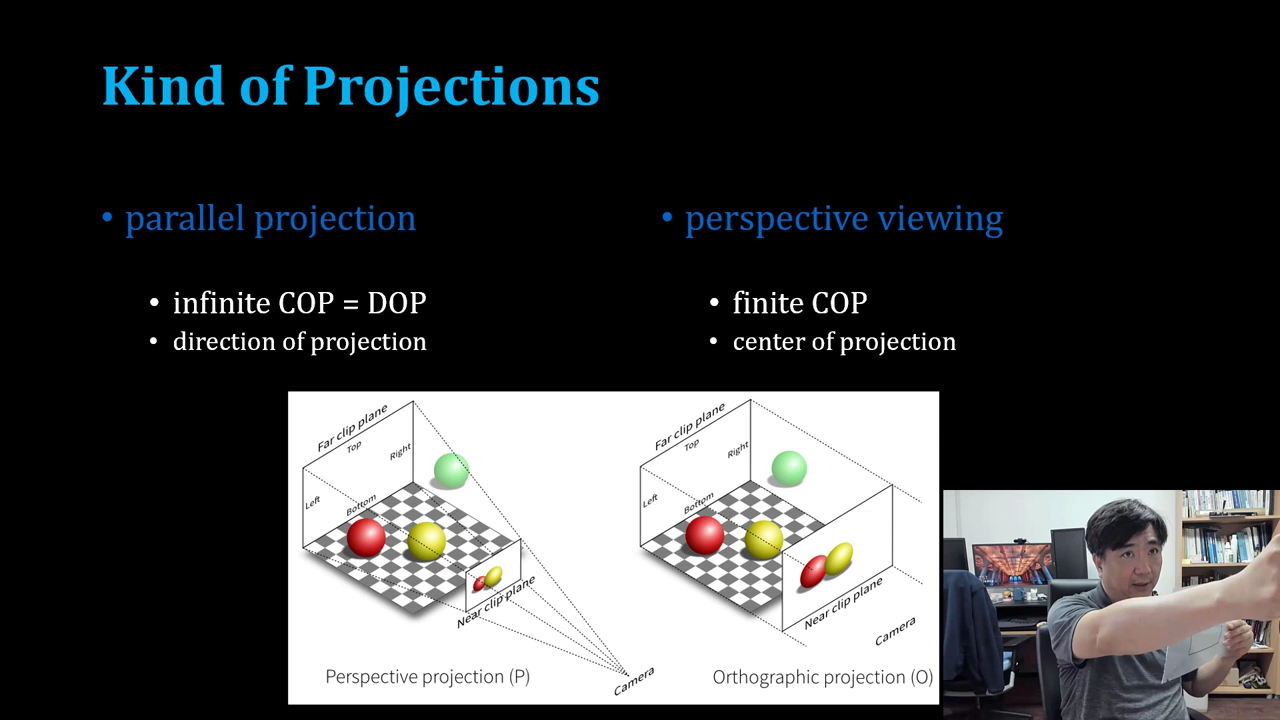 Kind of Projections
• parallel projection
• infinite COP = DOP
• direction of projection
• perspective viewing
• finite COP
• center of projection
Far clip plane
Top
Right
Left
Bottom
Near clip plane
Camera
Perspective projection (P)
Far clip plane
Top
Right
Left
Bottom
Near clip plane
Camera
Orthographic projection (O)